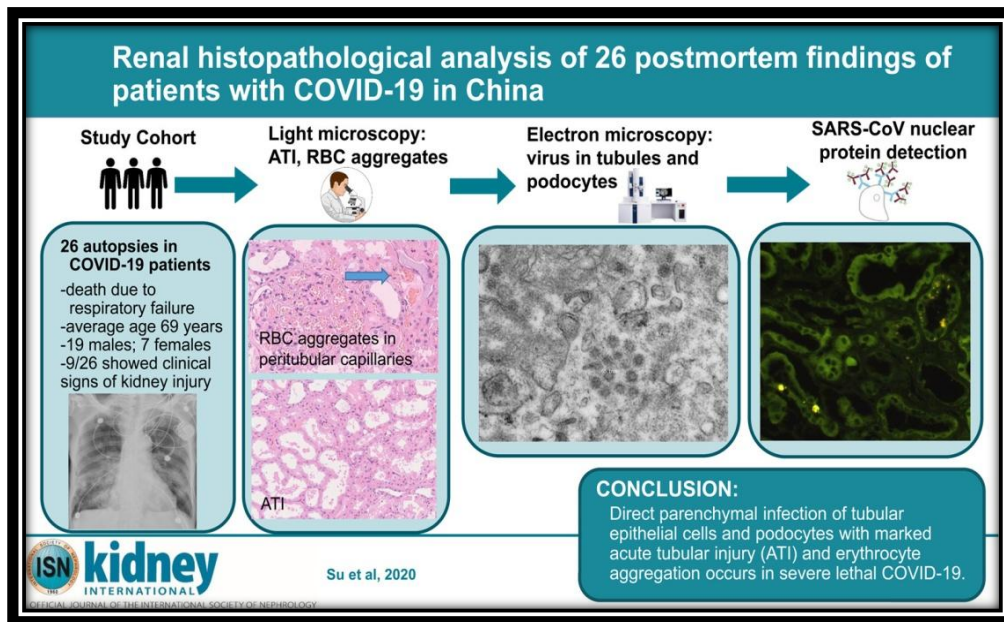 Renal histopathological analysis of 26 postmortem findings of
patients with COVID-19 in China
Study Cohort
Light microscopy:
ATI, RBC aggregates
Electron microscopy:
virus in tubules and
podocytes
SARS-CoV nuclear
protein detection
26 autopsies in
COVID-19 patients
-death due to
respiratory failure
-average age 69 years
-19 males; 7 females
-9/26 showed clinical
signs of kidney injury
RBC aggregates in
peritubular capillaries
ATI
CONCLUSION:
Direct parenchymal infection of tubular
epithelial cells and podocytes with marked
acute tubular injury (ATI) and erythrocyte
aggregation occurs in severe lethal COVID-19.
ISN
kidney
INTERNATIONAL
OFFICIAL JOURNAL OF THE INTERNATIONAL SOCIETY OF NEPHROLOGY
Su et al, 2020